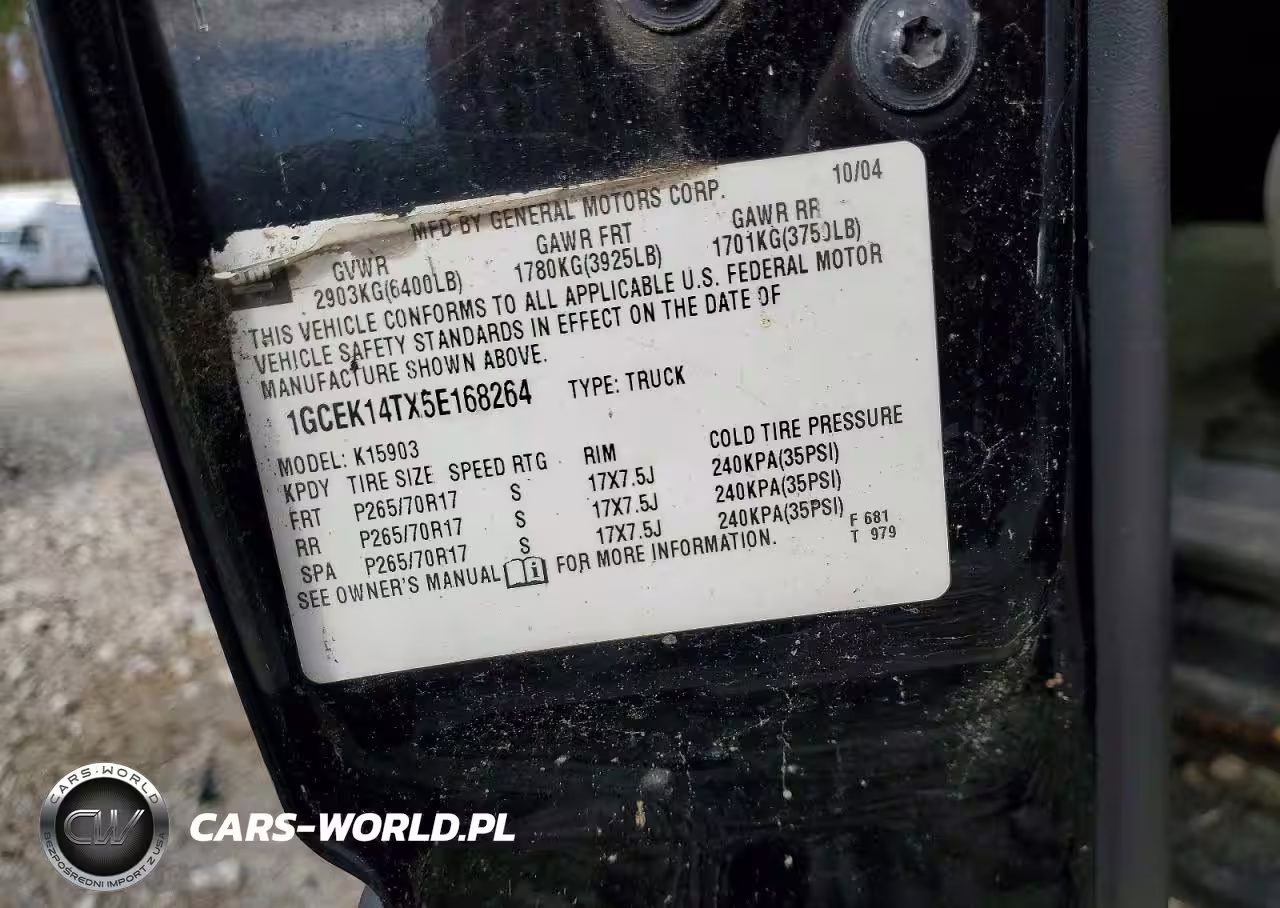 MFD BY GENERAL MOTORS CORP. 10/04
GVWR GAWR FRT GAWR RR
2903KG(6400LB) 1780KG(3925LB) 1701KG(3750LB)
THIS VEHICLE CONFORMS TO ALL APPLICABLE U.S. FEDERAL MOTOR
VEHICLE SAFETY STANDARDS IN EFFECT ON THE DATE OF
MANUFACTURE SHOWN ABOVE.
1GCEK14TX5E168264 TYPE: TRUCK
MODEL: K15903
KPDY TIRE SIZE SPEED RTG RIM COLD TIRE PRESSURE
FRT P265/70R17 S 17X7.5J 240KPA(35PSI)
RR P265/70R17 S 17X7.5J 240KPA(35PSI)
SPA P265/70R17 S 17X7.5J 240KPA(35PSI)
SEE OWNER'S MANUAL FOR MORE INFORMATION.
F 681
T 979
CARS-WORLD
CW
BEZPOŚREDNI IMPORT Z USA
CARS-WORLD.PL